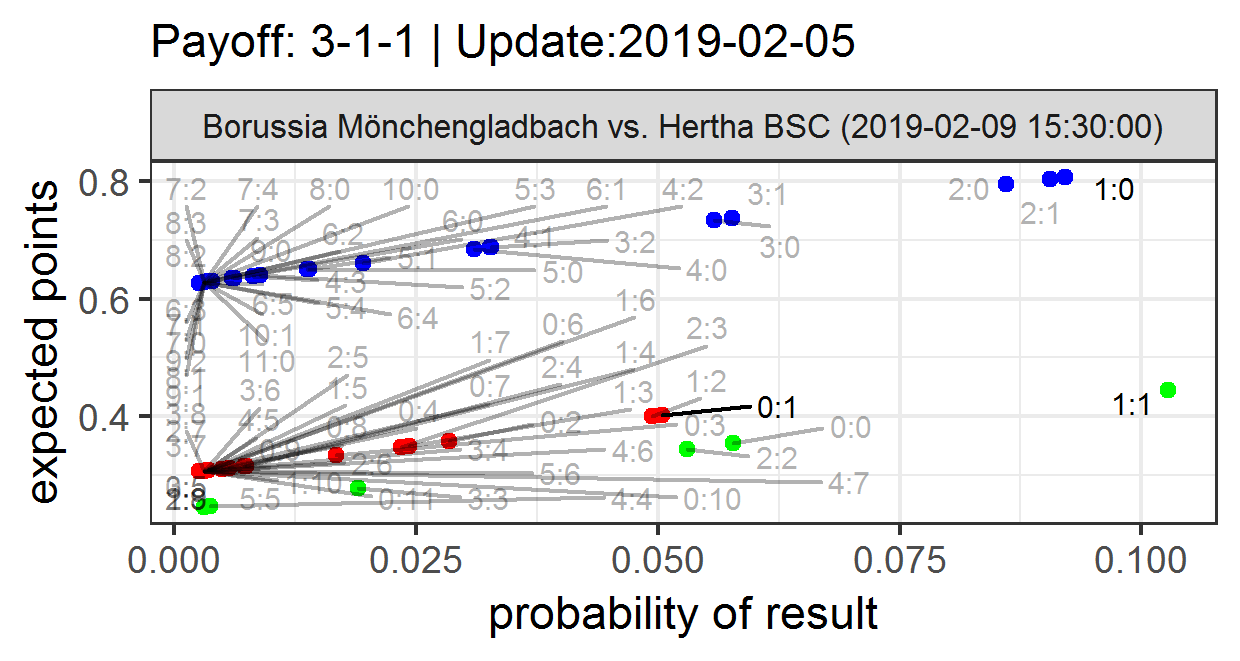 Payoff: 3-1-1 | Update:2019-02-05
Borussia Mönchengladbach vs. Hertha BSC (2019-02-09 15:30:00)
expected points
0.8
0.6
0.4
7:2 7:4 8:0 10:0 5:3 6:1 4:2 3:1 2:0 1:0
8:3 7:3 6:0 2:1
8:2 9:0 6:2 5:1 4:1 3:2 3:0
4:3 5:2 5:0 4:0
6:5 5:4 6:4 1:6
10:1 0:6 2:3
11:0 2:5 1:7 2:4 1:4
9:1 3:6 1:5 0:7 1:3 1:2
3:8 4:5 0:8 0:4 0:2 0:1 0:3 1:1 0:0
3:7 0:9 2:6 3:4 4:6 2:2
1:10 5:6 4:7
5:5 0:11 3:3 4:4 0:10
0.000 0.025 0.050 0.075 0.100
probability of result